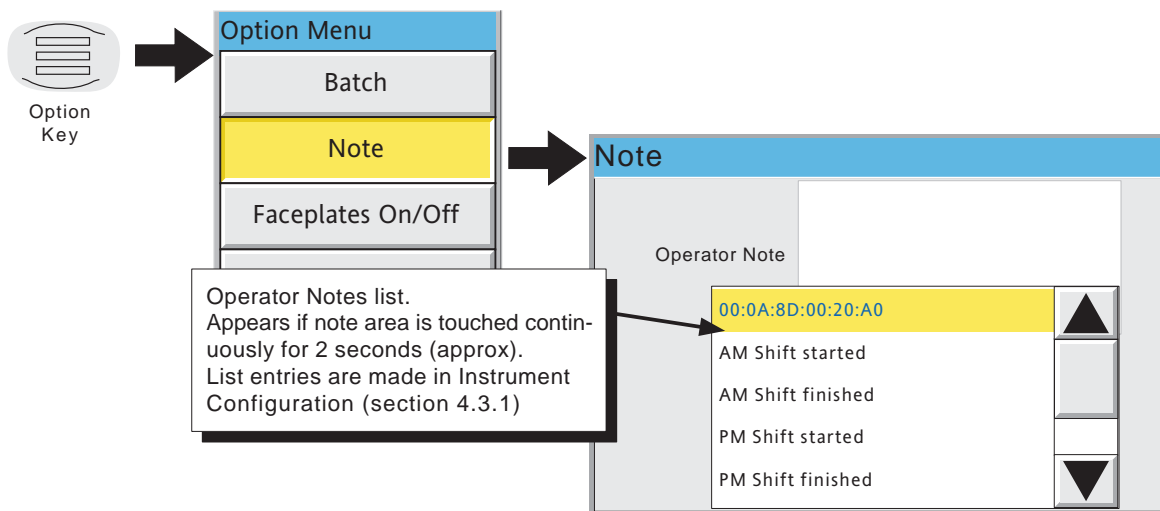 Option
Key
Option Menu
Batch
Note
Faceplates On/Off
Operator Notes list.
Appears if note area is touched contin-
uously for 2 seconds (approx).
List entries are made in Instrument
Configuration (section 4.3.1)
Note
Operator Note
00:0A:8D:00:20:A0
AM Shift started
AM Shift finished
PM Shift started
PM Shift finished